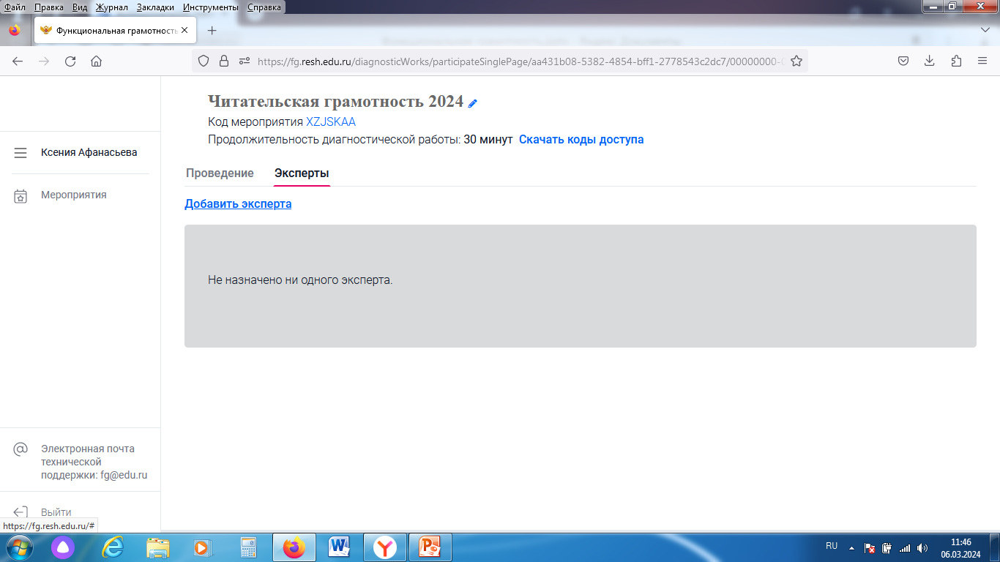 Файл Правка Вид Журнал Закладки Инструменты Справка
Функциональная грамотность
https://fg.resh.edu.ru/diagnosticWorks/participateSinglePage/aa431b08-5382-4854-bff1-2778543c2dc7/00000000-0
Читательская грамотность 2024
Код мероприятия XZJSKAA
Продолжительность диагностической работы: 30 минут Скачать коды доступа
Ксения Афанасьева
Проведение Эксперты
Мероприятия
Добавить эксперта
Не назначено ни одного эксперта.
Электронная почта
технической
поддержки: fg@edu.ru
Выйти
https://fg.resh.edu.ru/#
RU
11:46
06.03.2024